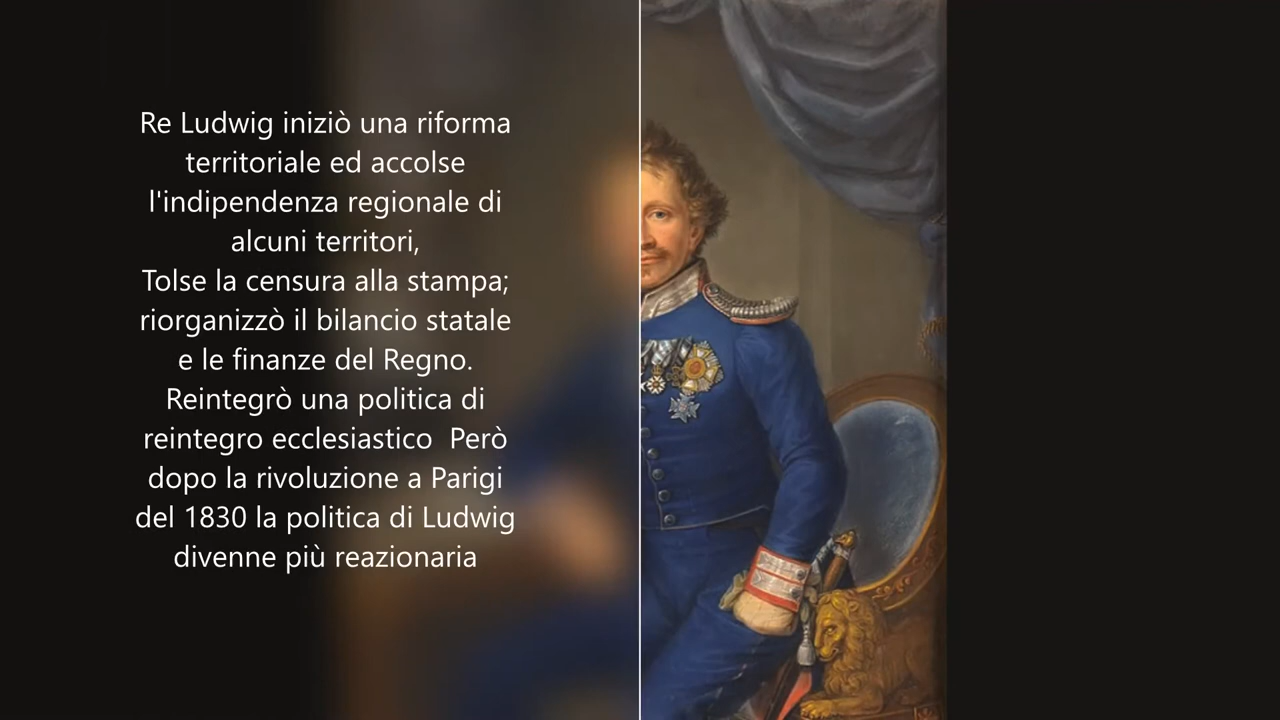 Re Ludwig iniziò una riforma
territoriale ed accolse
l'indipendenza regionale di
alcuni territori,
Tolse la censura alla stampa;
riorganizzò il bilancio statale
e le finanze del Regno.
Reintegrò una politica di
reintegro ecclesiastico  Però
dopo la rivoluzione a Parigi
del 1830 la politica di Ludwig
divenne più reazionaria